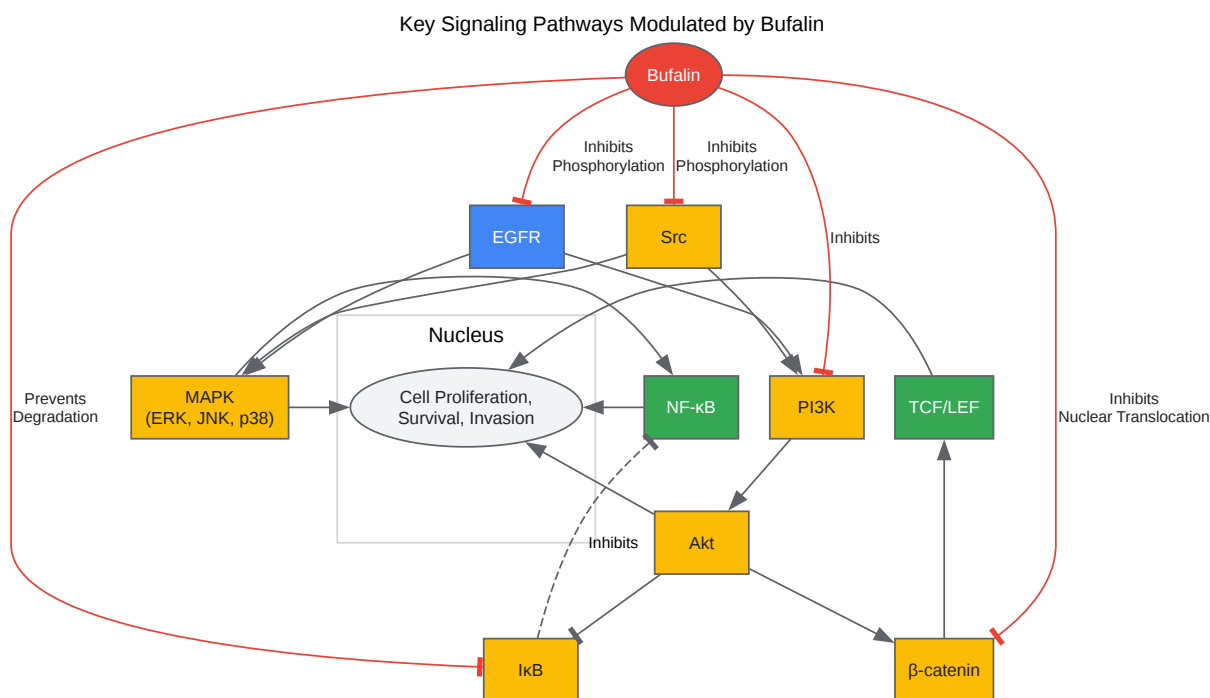 Key Signaling Pathways Modulated by Bufalin
Bufalin
Inhibits
Phosphorylation
Inhibits
Phosphorylation
EGFR
Src
Inhibits
Nucleus
MAPK
(ERK, JNK, p38)
Cell Proliferation,
Survival, Invasion
NF-κB
PI3K
TCF/LEF
Prevents
Degradation
Inhibits
Nuclear Translocation
Inhibits
Akt
IκB
β-catenin